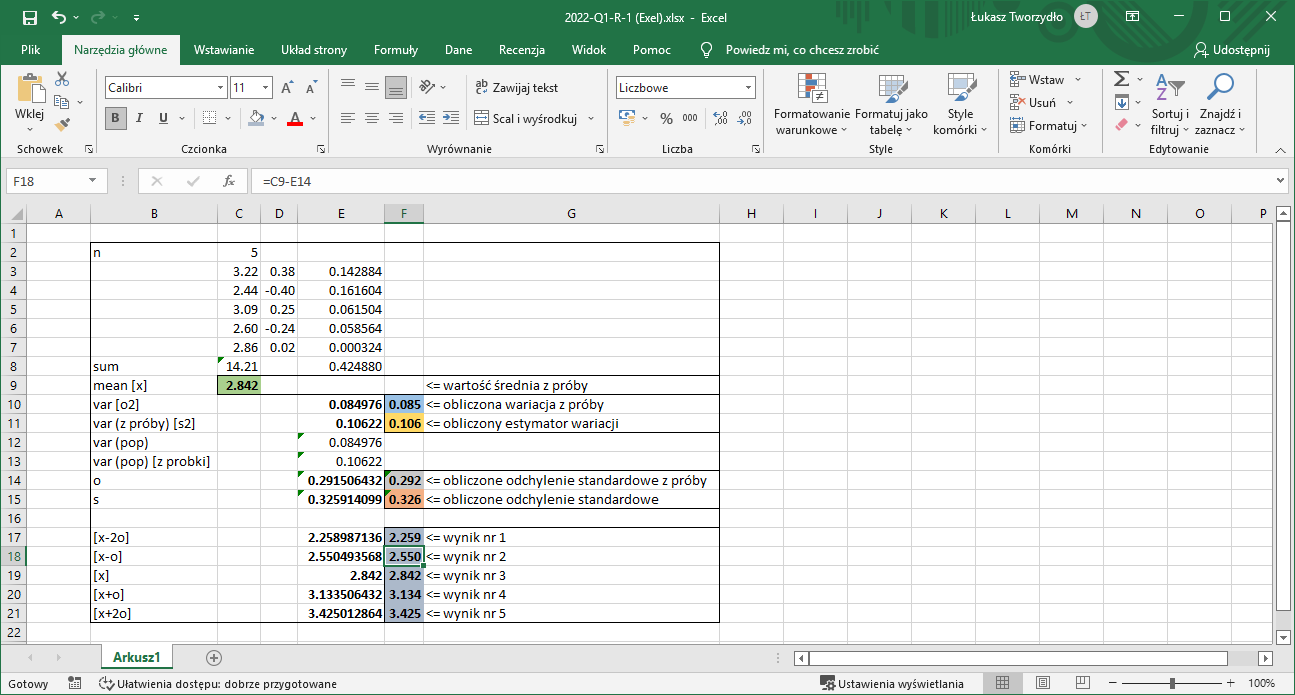 2022-Q1-R-1 (Exel).xlsx - Excel
Łukasz Tworzydło ŁT
Plik Narzędzia główne Wstawianie Układ strony Formuły Dane Recenzja Widok Pomoc Powiedz mi, co chcesz zrobić Udostępnij
Wklej
Calibri 11
B I U
Zawijaj tekst
Scal i wyśrodkuj
Liczbowe
% 000
Formatowanie warunkowe
Formatuj jako tabelę
Style komórki
Wstaw
Usuń
Formatuj
Sortuj i filtruj
Znajdź i zaznacz
Schowek Czcionka Wyrównanie Liczba Style Komórki Edytowanie
F18 fx =C9-E14
A B C D E F G H I J K L M N O P
1
2 n 5
3 3.22 0.38 0.142884
4 2.44 -0.40 0.161604
5 3.09 0.25 0.061504
6 2.60 -0.24 0.058564
7 2.86 0.02 0.000324
8 sum 14.21 0.424880
9 mean [x] 2.842 <= wartość średnia z próby
10 var [o2] 0.084976 0.085 <= obliczona wariacja z próby
11 var (z próby) [s2] 0.10622 0.106 <= obliczony estymator wariacji
12 var (pop) 0.084976
13 var (pop) [z probki] 0.10622
14 o 0.291506432 0.292 <= obliczone odchylenie standardowe z próby
15 s 0.325914099 0.326 <= obliczone odchylenie standardowe
16
17 [x-2o] 2.258987136 2.259 <= wynik nr 1
18 [x-o] 2.550493568 2.550 <= wynik nr 2
19 [x] 2.842 2.842 <= wynik nr 3
20 [x+o] 3.133506432 3.134 <= wynik nr 4
21 [x+2o] 3.425012864 3.425 <= wynik nr 5
22
Arkusz1
Gotowy Ułatwienia dostępu: dobrze przygotowane Ustawienia wyświetlania 100%